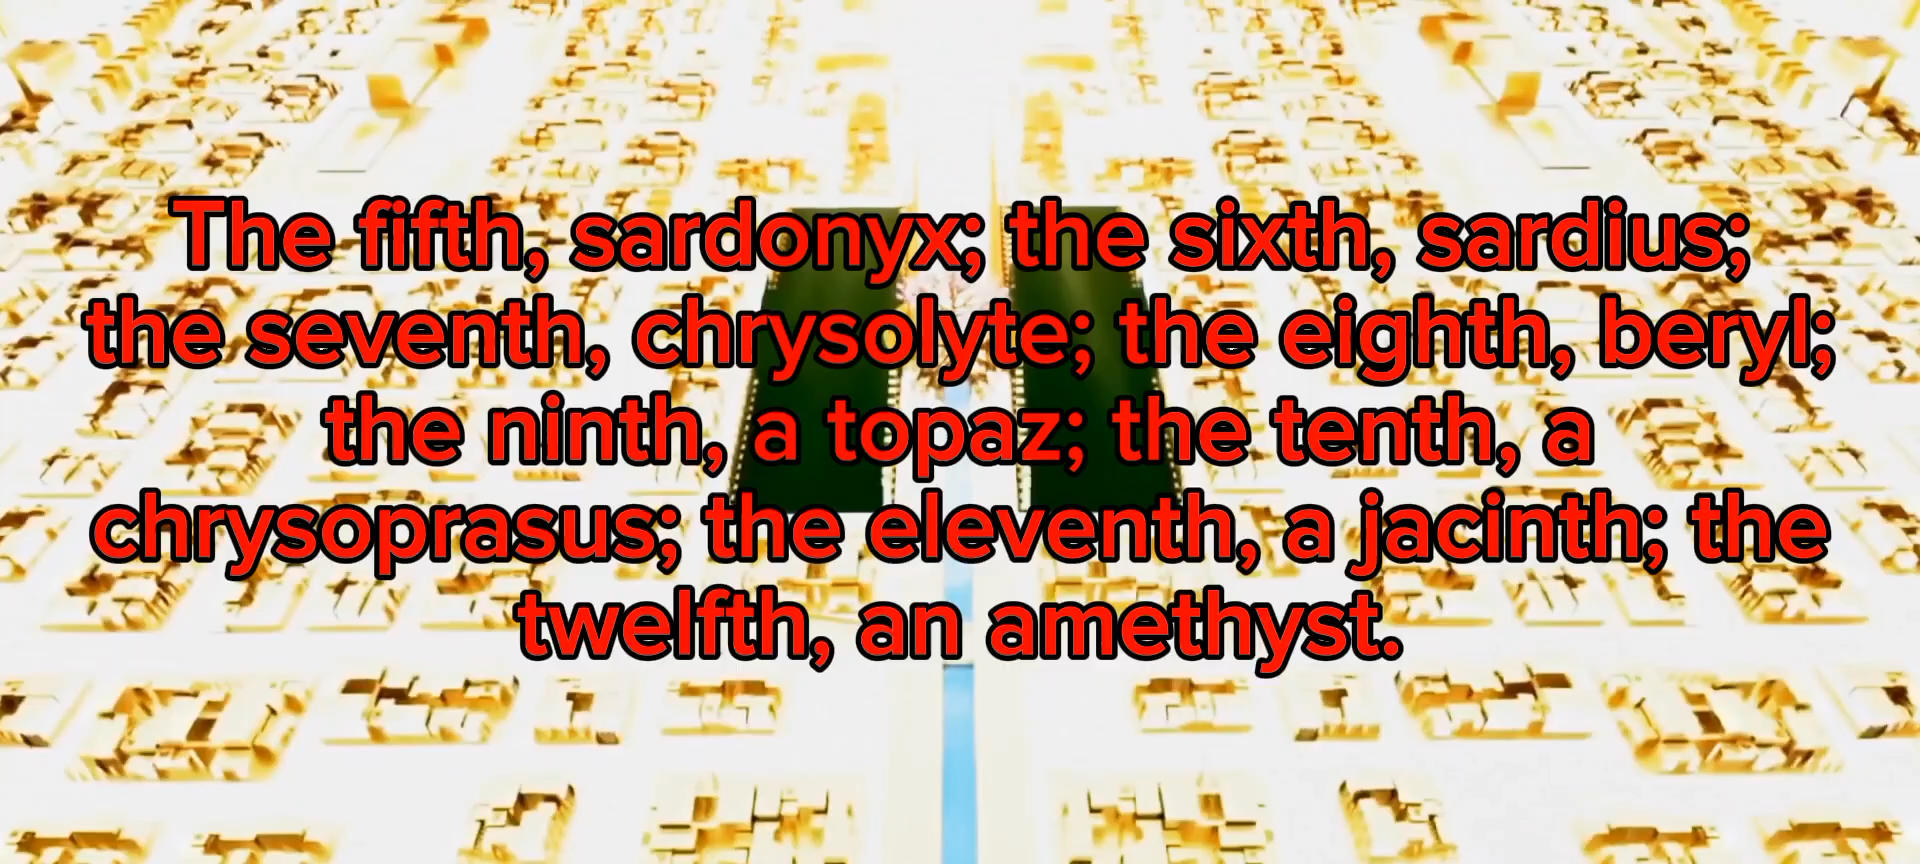 The fifth, sardonyx; the sixth, sardius;
the seventh, chrysolyte; the eighth, beryl;
the ninth, a topaz; the tenth, a
chrysoprasus; the eleventh, a jacinth; the
twelfth, an amethyst.